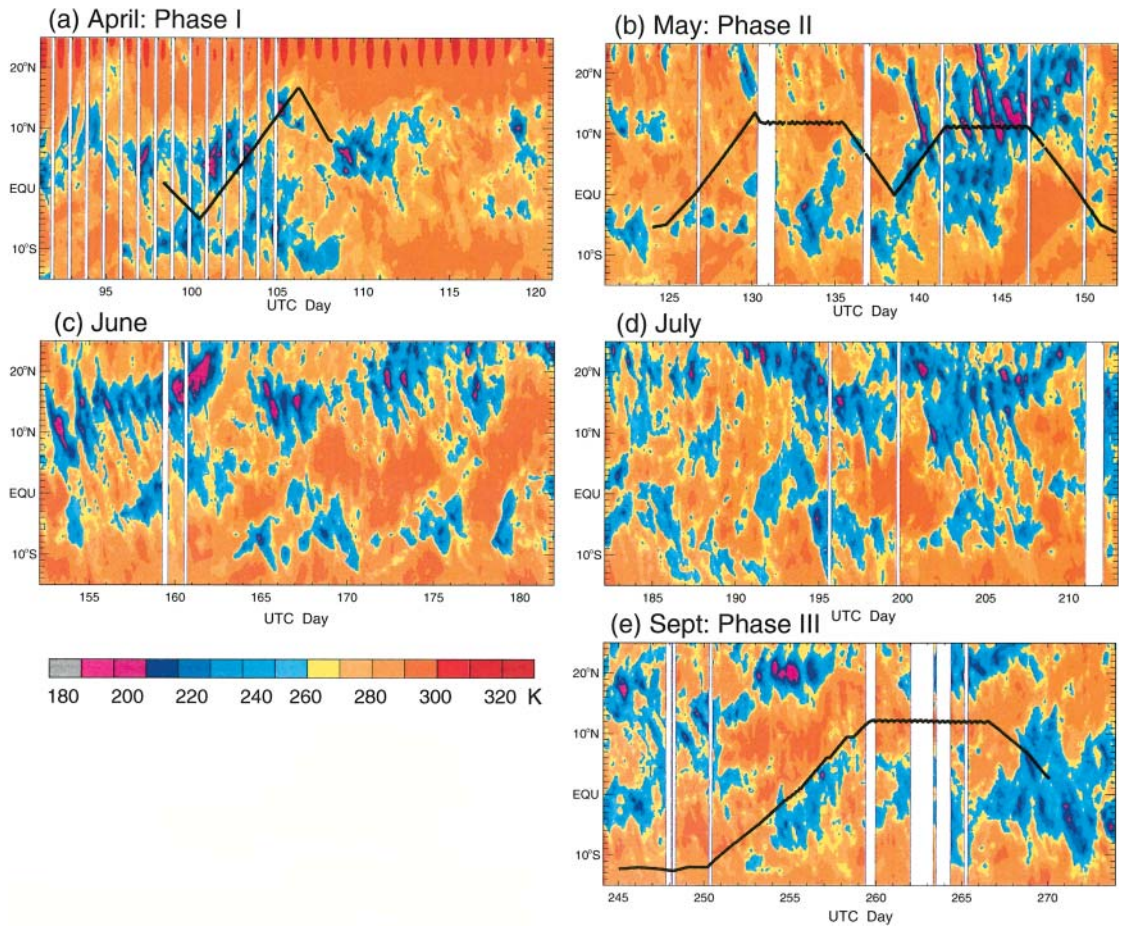 (a) April: Phase I
20°N
10°N
EQU
10°S
95 100 105 110 115 120
UTC Day
(b) May: Phase II
20°N
10°N
EQU
10°S
125 130 135 140 145 150
UTC Day
(c) June
20°N
10°N
EQU
10°S
155 160 165 170 175 180
UTC Day
(d) July
20°N
10°N
EQU
10°S
185 190 195 200 205 210
UTC Day
180 200 220 240 260 280 300 320 K
(e) Sept: Phase III
20°N
10°N
EQU
10°S
245 250 255 260 265 270
UTC Day